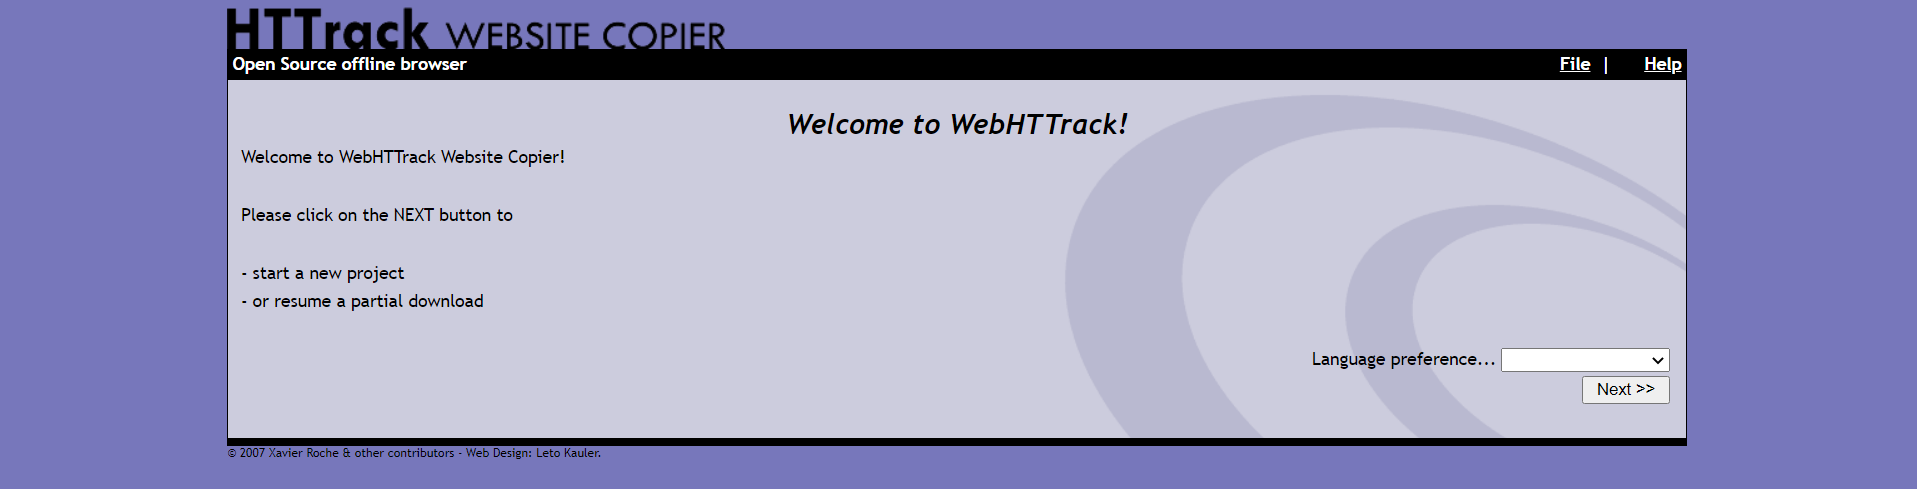 HTTrack WEBSITE COPIER
Open Source offline browser
File | Help
Welcome to WebHTTrack!
Welcome to WebHTTrack Website Copier!
Please click on the NEXT button to
- start a new project
- or resume a partial download
Language preference...
Next >>
© 2007 Xavier Roche & other contributors - Web Design: Leto Kauler.